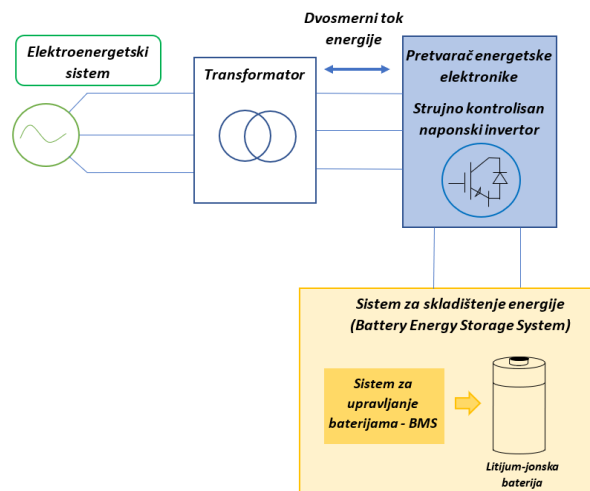 Dvosmerni tok
energije
Elektroenergetski
sistem
Transformator
Pretvarač energetske
elektronike
Strujno kontrolisan
naponski invertor
Sistem za skladištenje energije
(Battery Energy Storage System)
Sistem za
upravljanje
baterijama - BMS
Litijum-jonska
baterija